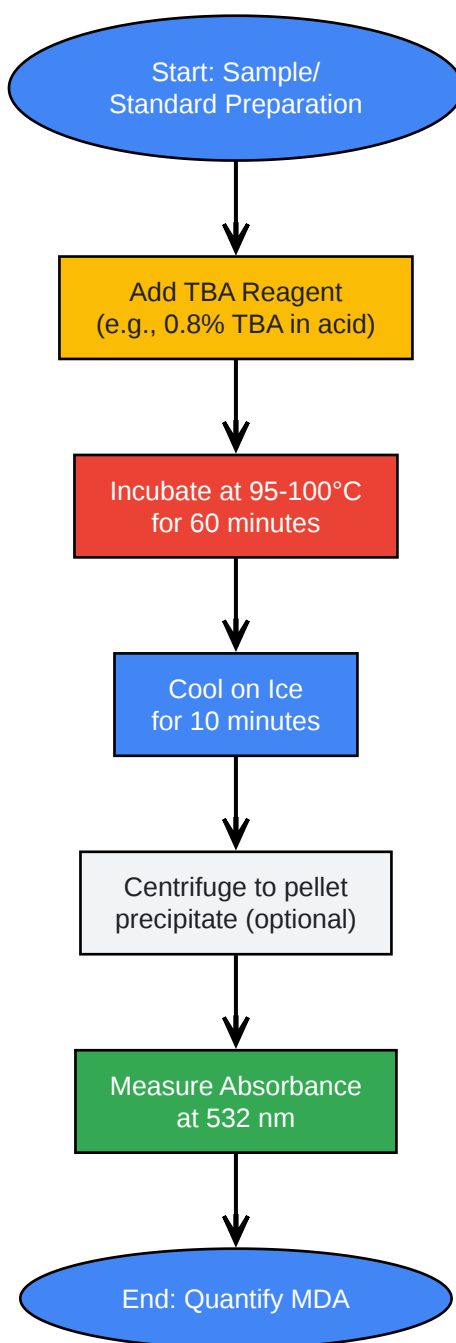 Start: Sample/
Standard Preparation
Add TBA Reagent
(e.g., 0.8% TBA in acid)
Incubate at 95-100°C
for 60 minutes
Cool on Ice
for 10 minutes
Centrifuge to pellet
precipitate (optional)
Measure Absorbance
at 532 nm
End: Quantify MDA